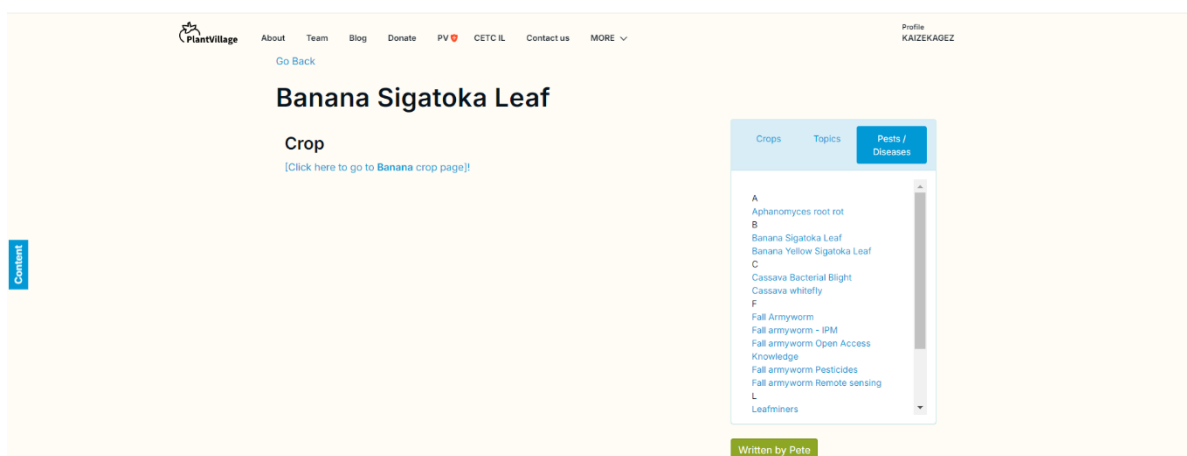 PlantVillage
About Team Blog Donate PV CETC IL Contact us MORE
Profile
KAIZEKAGEZ
Go Back
Banana Sigatoka Leaf
Crop
[Click here to go to Banana crop page]!
Content
Crops Topics Pests /
Diseases
A
Aphanomyces root rot
B
Banana Sigatoka Leaf
Banana Yellow Sigatoka Leaf
C
Cassava Bacterial Blight
Cassava whitefly
F
Fall Armyworm
Fall armyworm - IPM
Fall armyworm Open Access
Knowledge
Fall armyworm Pesticides
Fall armyworm Remote sensing
L
Leafminers
Written by Pete